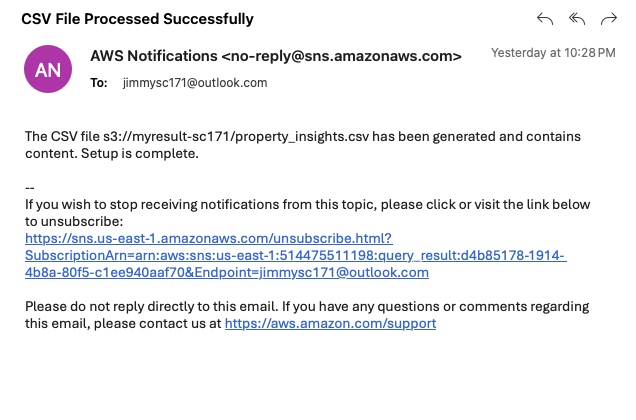 CSV File Processed Successfully
AN
AWS Notifications <no-reply@sns.amazonaws.com>
Yesterday at 10:28 PM
To: jimmysc171@outlook.com
The CSV file s3://myresult-sc171/property_insights.csv has been generated and contains
content. Setup is complete.
--
If you wish to stop receiving notifications from this topic, please click or visit the link below
to unsubscribe:
https://sns.us-east-1.amazonaws.com/unsubscribe.html?
SubscriptionArn=arn:aws:sns:us-east-1:514475511198:query_result:d4b85178-1914-
4b8a-80f5-c1ee940aaf70&Endpoint=jimmysc171@outlook.com
Please do not reply directly to this email. If you have any questions or comments regarding
this email, please contact us at https://aws.amazon.com/support